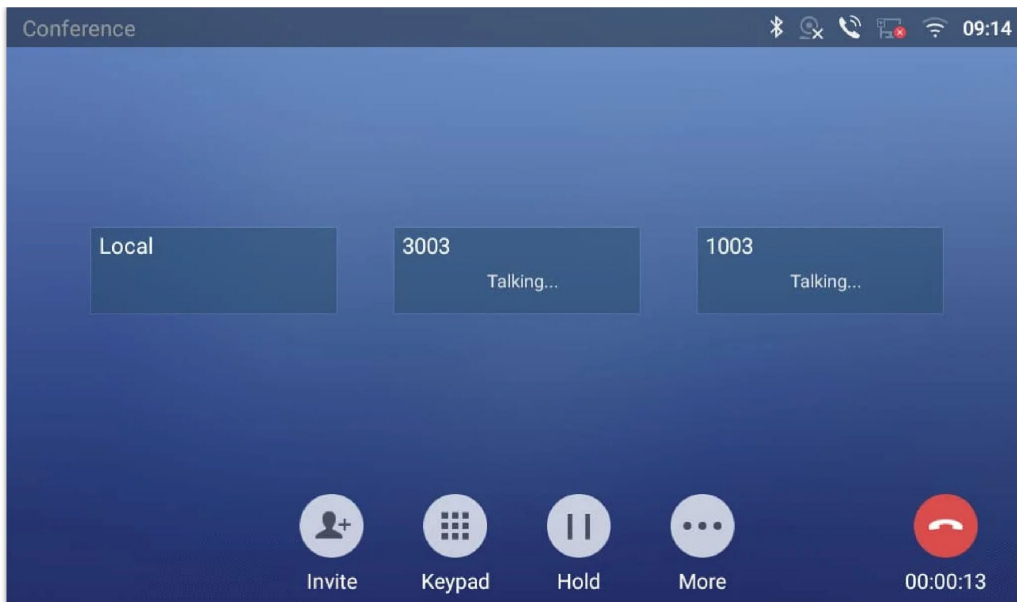 Conference
09:14
Local
3003
1003
Talking...
Talking...
Invite
Keypad
Hold
More
00:00:13